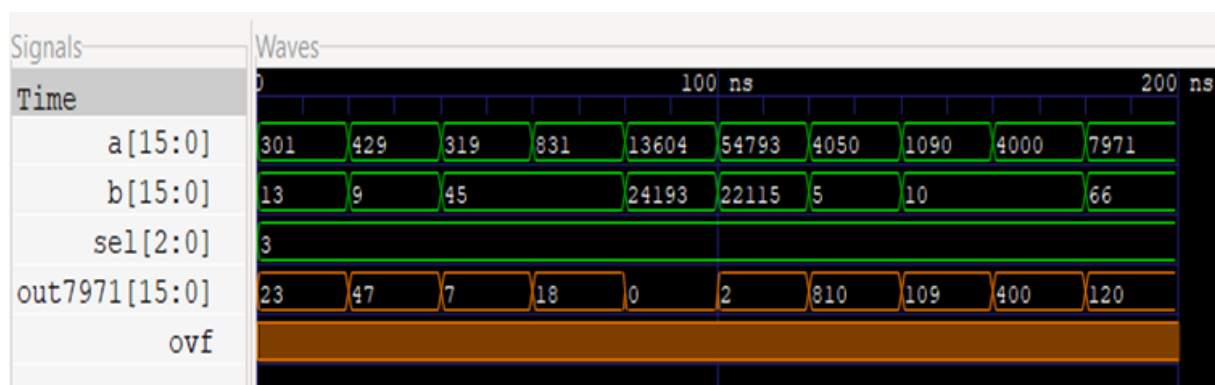 Signals Waves
Time 0 100 ns 200 ns
a[15:0] 301 429 319 831 13604 54793 4050 1090 4000 7971
b[15:0] 13 9 45 24193 22115 5 10 66
sel[2:0] 3
out7971[15:0] 23 47 7 18 0 2 810 109 400 120
ovf